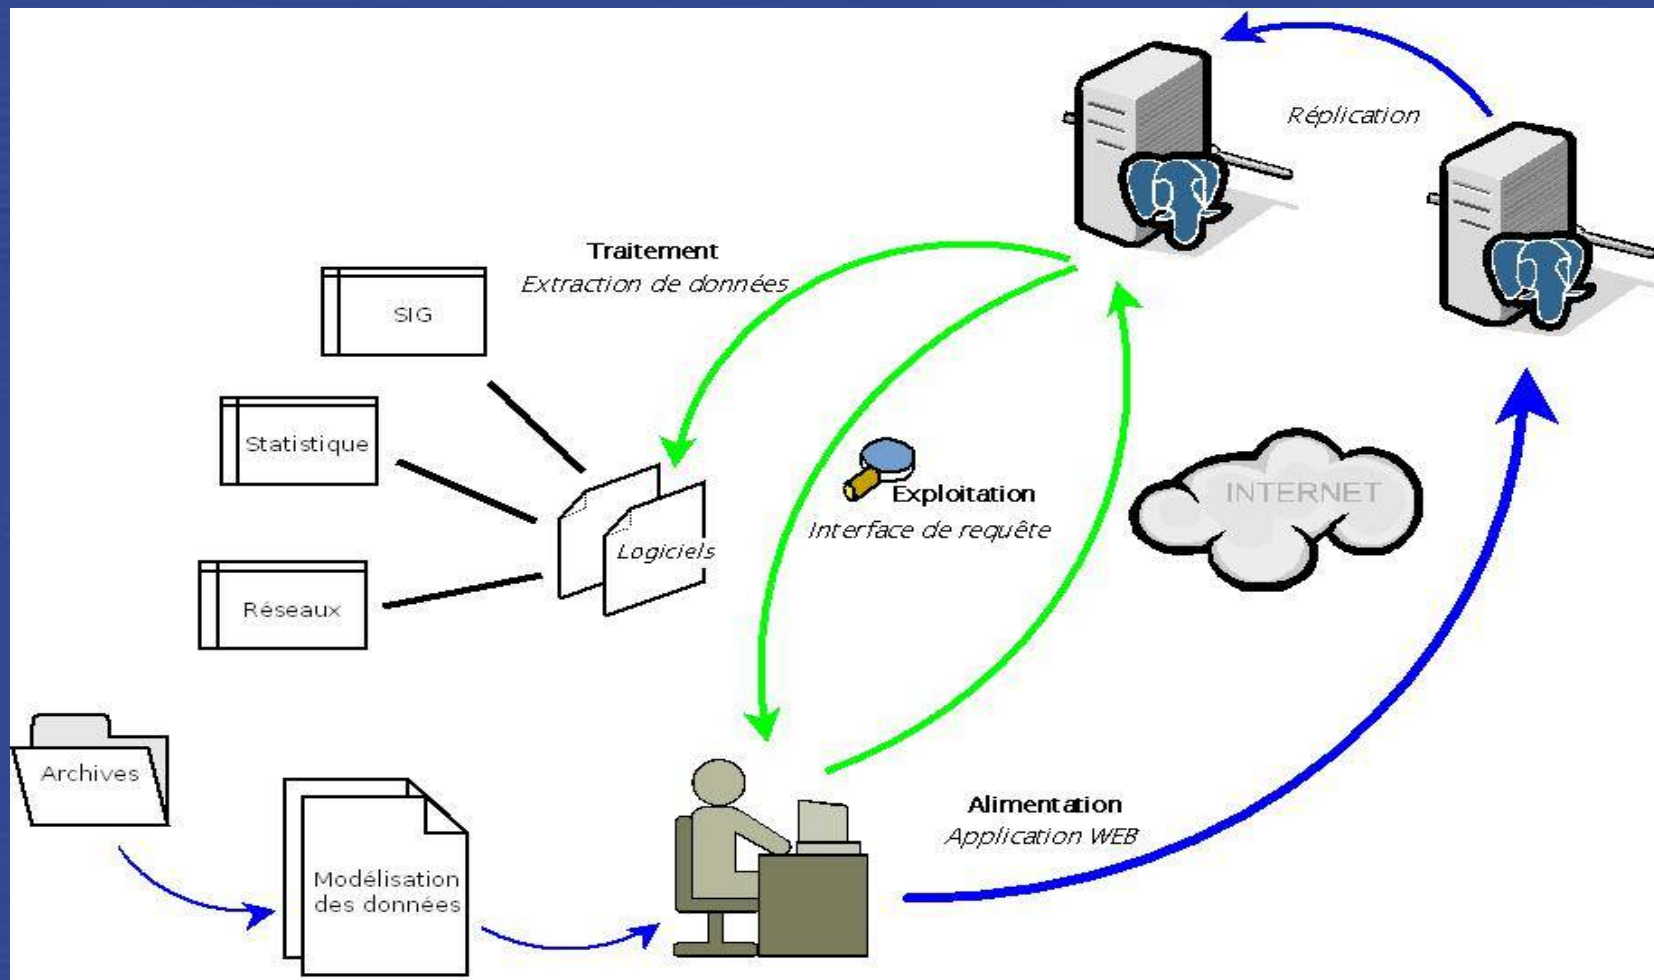 Réplication
Traitement
Extraction de données
SIG
Statistique
Réseaux
Logiciels
Exploitation
Interface de requête
INTERNET
Archives
Modélisation
des données
Alimentation
Application WEB